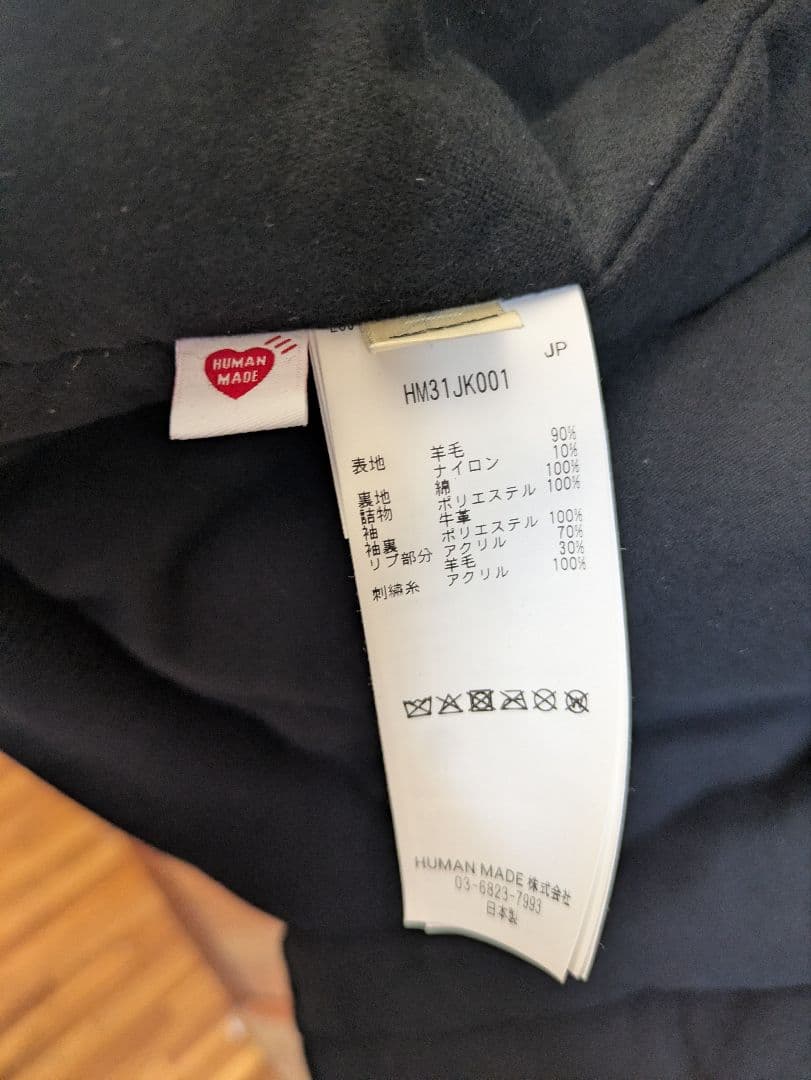 HUMAN
MADE
JP
HM31JK001
表地 羊毛 90%
ナイロン 10%
裏地 綿 100%
詰物 ポリエステル 100%
袖 牛革
袖裏 ポリエステル 100%
リブ部分 アクリル 70%
羊毛 30%
刺繍糸 アクリル 100%
HUMAN MADE 株式会社
03-6823-7993
日本製